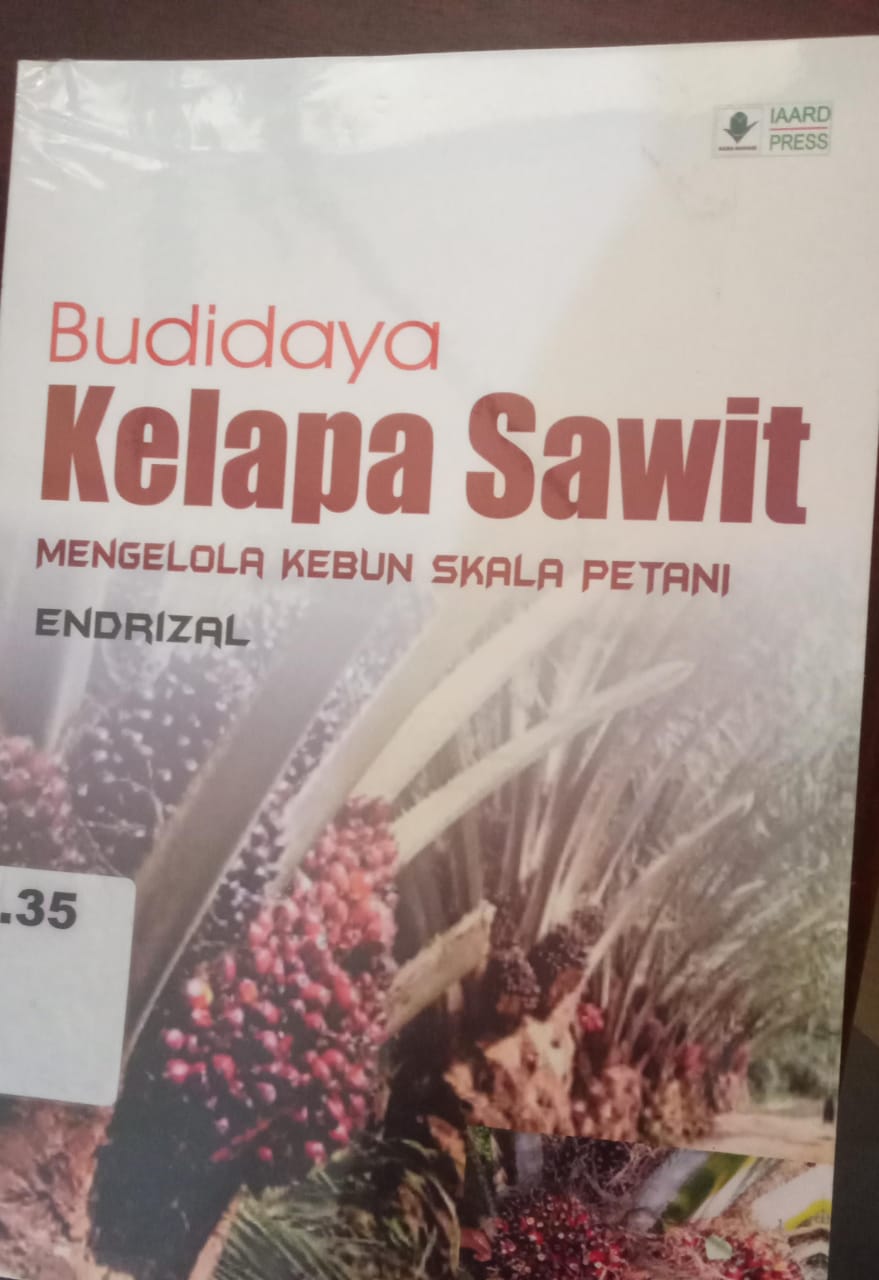 IAARD
PRESS
Budidaya
Kelapa Sawit
MENGELOLA KEBUN SKALA PETANI
ENDRIZAL
.35